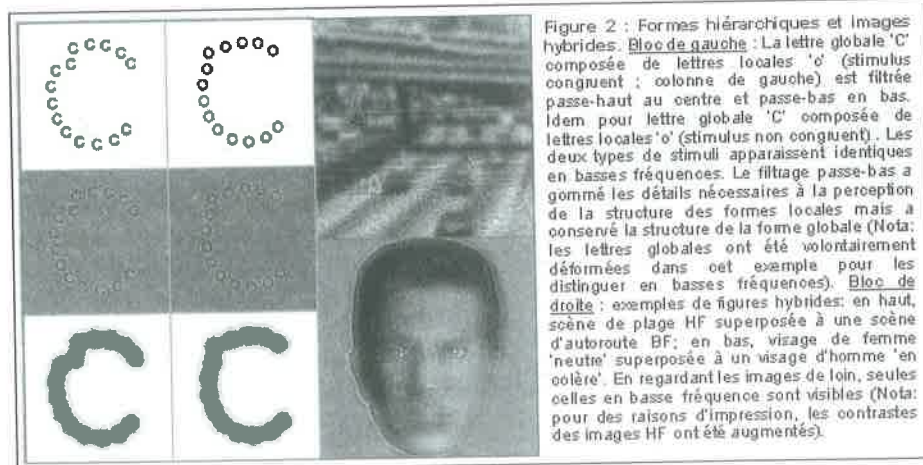 Figure 2 : Formes hiérarchiques et images
hybrides. Bloc de gauche : La lettre globale 'C'
composée de lettres locales 'c' (stimulus
congruent ; colonne de gauche) est filtrée
passe-haut au centre et passe-bas en bas.
Idem pour lettre globale 'C' composée de
lettres locales 'o' (stimulus non congruent) . Les
deux types de stimuli apparaissent identiques
en basses fréquences. Le filtrage passe-bas a
gommé les détails nécessaires à la perception
de la structure des formes locales mais a
conservé la structure de la forme globale (Nota:
les lettres globales ont été volontairement
déformées dans cet exemple pour les
distinguer en basses fréquences). Bloc de
droite : exemples de figures hybrides: en haut,
scène de plage HF superposée à une scène
d'autoroute BF; en bas, visage de femme
'neutre' superposée à un visage d'homme 'en
colère'. En regardant les images de loin, seules
celles en basse fréquence sont visibles (Nota:
pour des raisons d'impression, les contrastes
des images HF ont été augmentés).